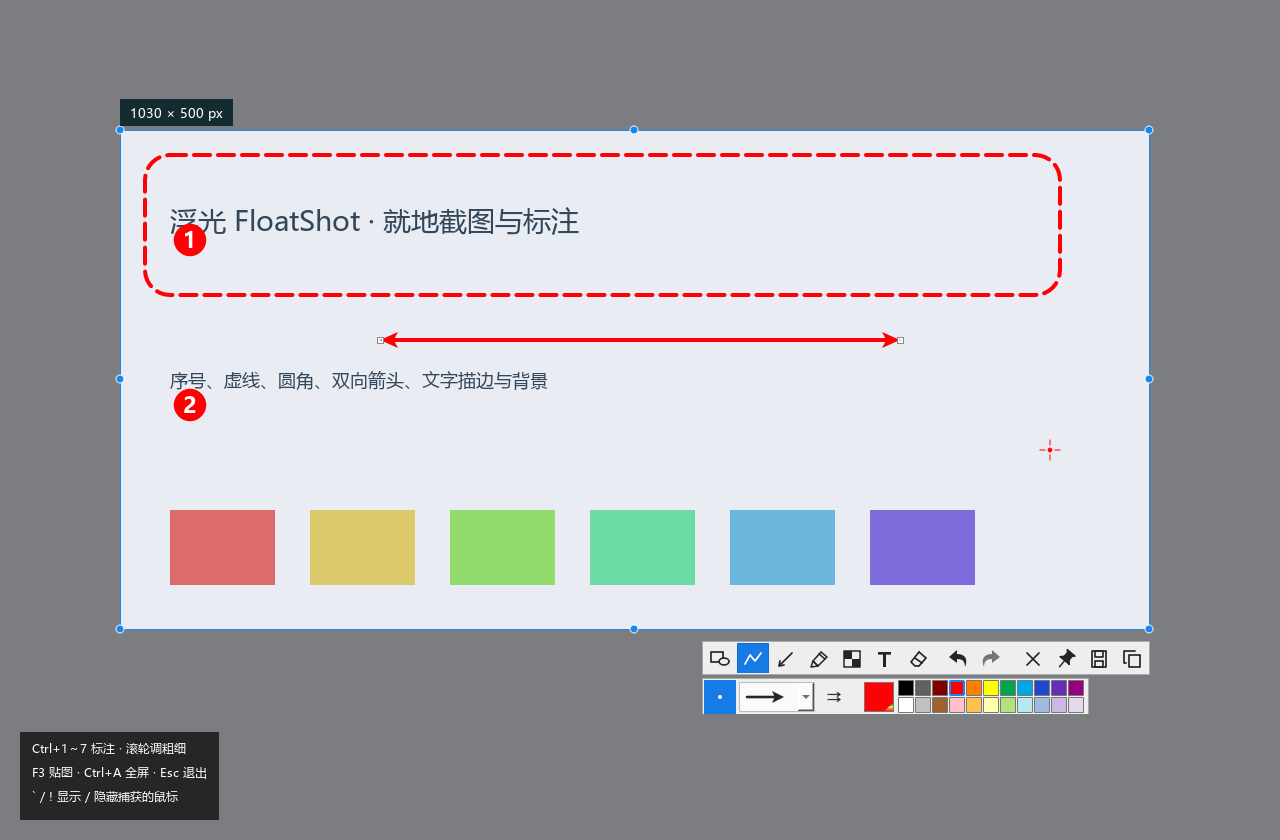 1030 × 500 px
浮光 FloatShot · 就地截图与标注
1
序号、虚线、圆角、双向箭头、文字描边与背景
2
T
Ctrl+1～7 标注 · 滚轮调粗细
F3 贴图 · Ctrl+A 全屏 · Esc 退出
` / ! 显示 / 隐藏捕获的鼠标